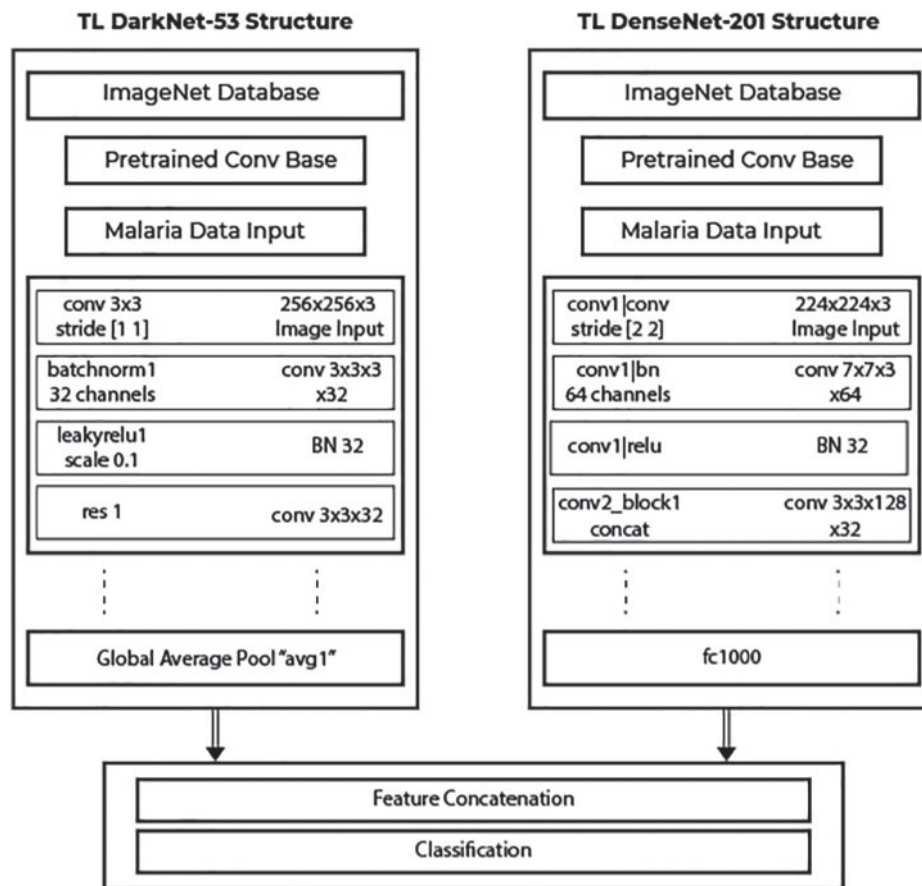 TL DarkNet-53 Structure
ImageNet Database
Pretrained Conv Base
Malaria Data Input
conv 3x3
stride [1 1]
256x256x3
Image Input
batchnorm1
32 channels
conv 3x3x3
x32
leakyrelu1
scale 0.1
BN 32
res 1
conv 3x3x32
Global Average Pool "avg1"
TL DenseNet-201 Structure
ImageNet Database
Pretrained Conv Base
Malaria Data Input
conv1|conv
stride [2 2]
224x224x3
Image Input
conv1|bn
64 channels
conv 7x7x3
x64
conv1|relu
BN 32
conv2_block1
concat
conv 3x3x128
x32
fc1000
Feature Concatenation
Classification